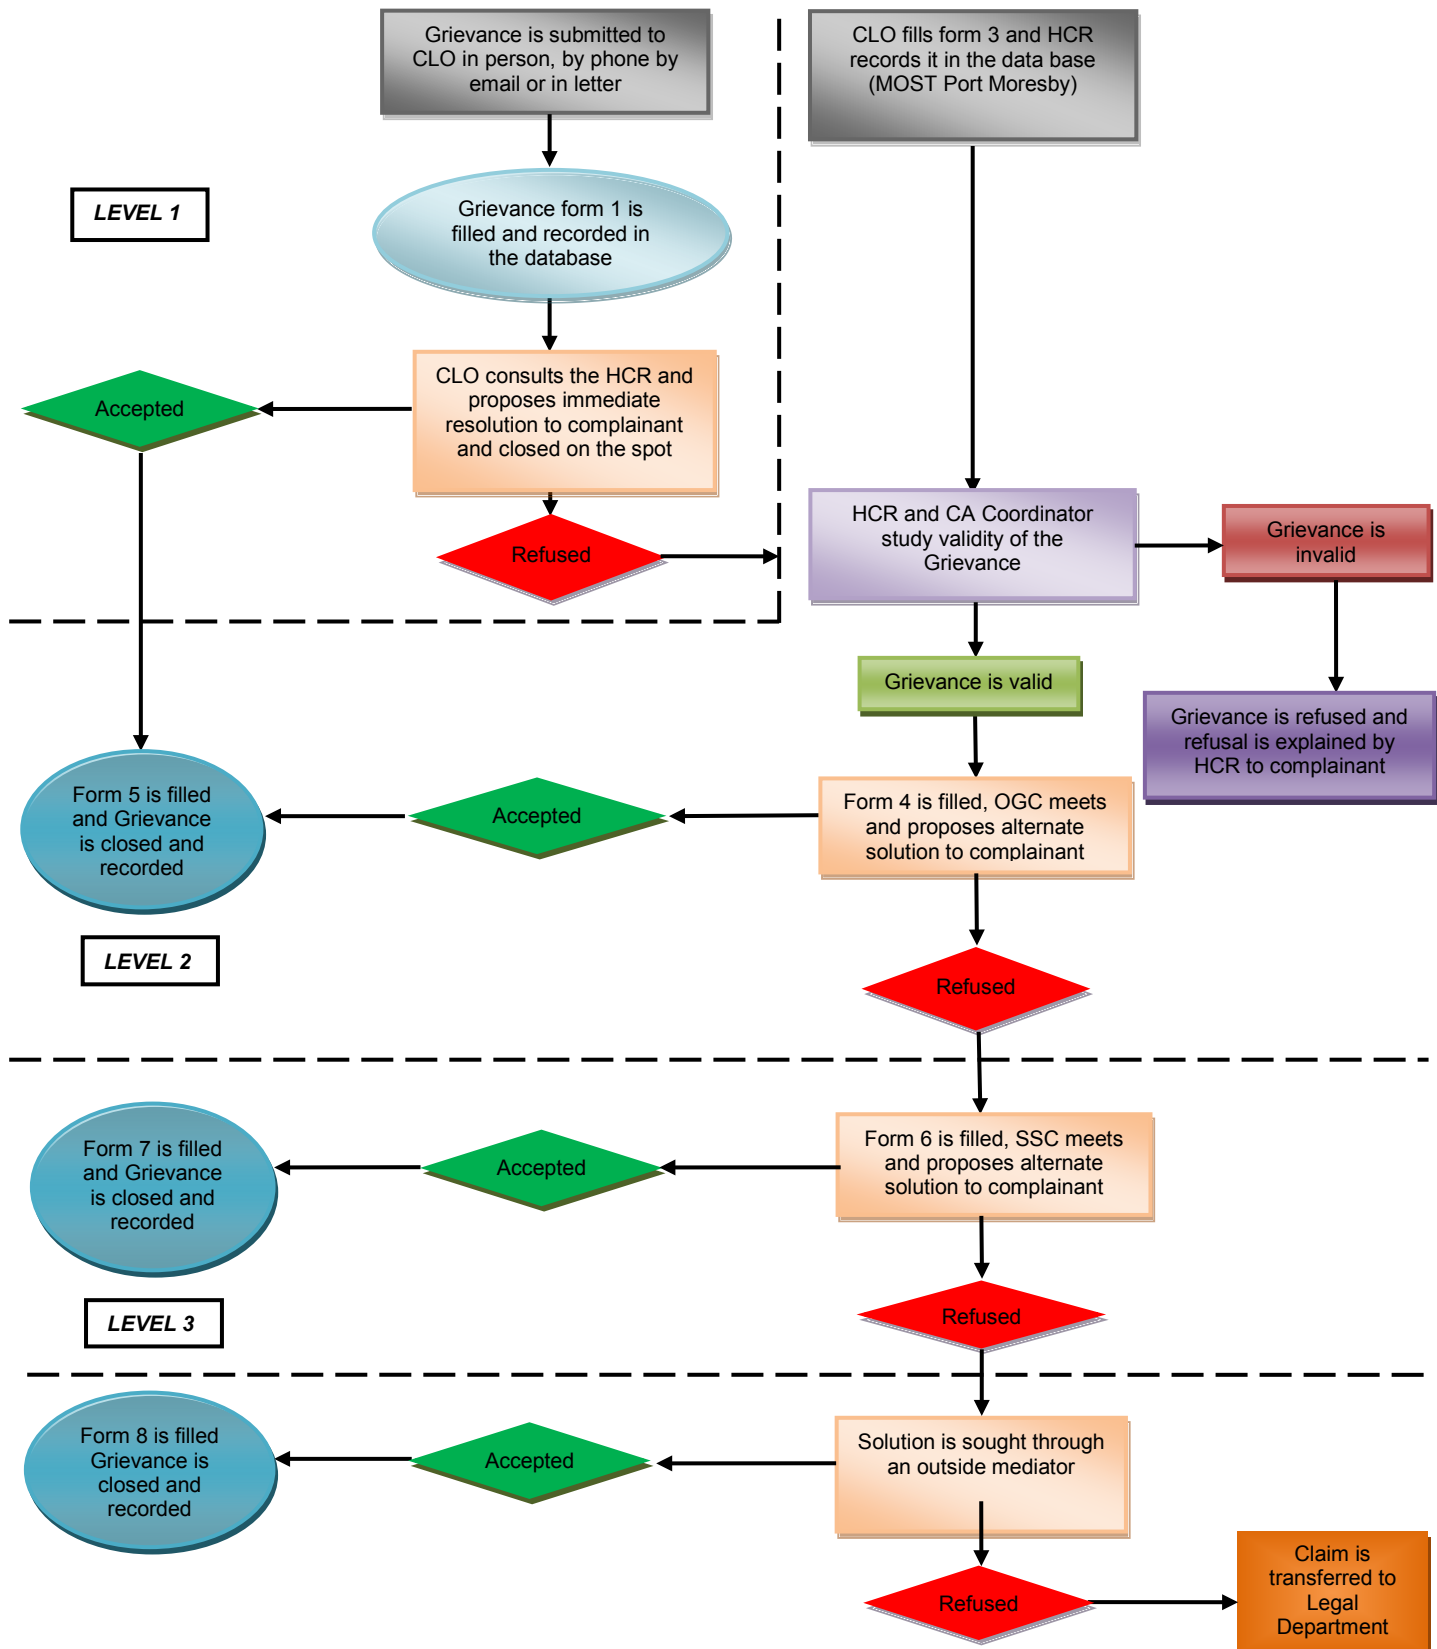 Grievance is submitted to
CLO in person, by phone by
email or in letter
CLO fills form 3 and HCR
records it in the data base
(MOST Port Moresby)
LEVEL 1
Grievance form 1 is
filled and recorded in
the database
Accepted
CLO consults the HCR and
proposes immediate
resolution to complainant
and closed on the spot
Refused
HCR and CA Coordinator
study validity of the
Grievance
Grievance is
invalid
Grievance is valid
Grievance is refused and
refusal is explained by
HCR to complainant
Form 5 is filled
and Grievance
is closed and
recorded
Accepted
Form 4 is filled, OGC meets
and proposes alternate
solution to complainant
LEVEL 2
Refused
Form 7 is filled
and Grievance
is closed and
recorded
Accepted
Form 6 is filled, SSC meets
and proposes alternate
solution to complainant
LEVEL 3
Refused
Form 8 is filled
Grievance is
closed and
recorded
Accepted
Solution is sought through
an outside mediator
Refused
Claim is
transferred to
Legal
Department